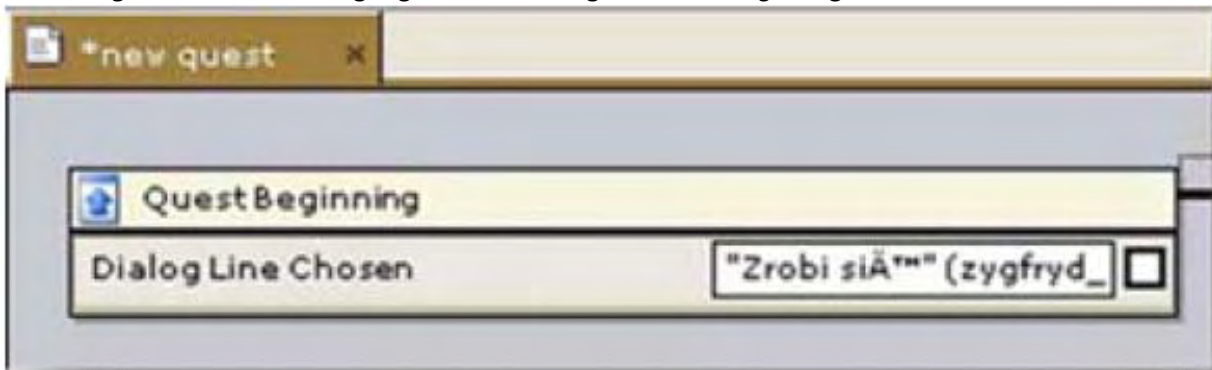 *new quest ×
Quest Beginning
Dialog Line Chosen
"Zrobi siÄ™" (zygfryd_